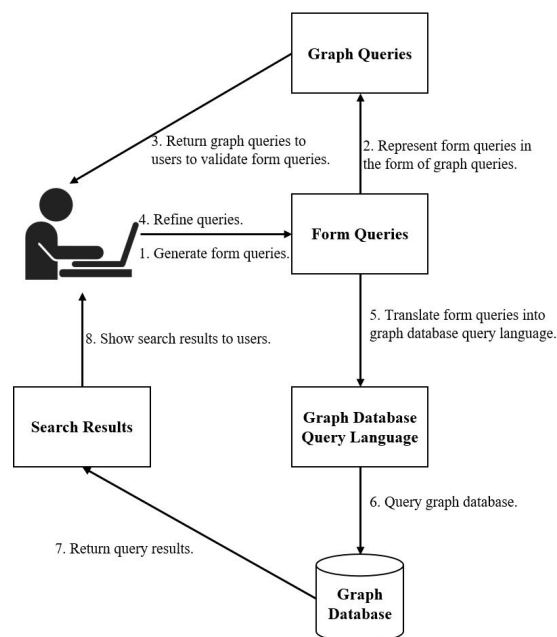 Graph Queries
3. Return graph queries to
users to validate form queries.
2. Represent form queries in
the form of graph queries.
4. Refine queries.
1. Generate form queries.
Form Queries
5. Translate form queries into
graph database query language.
8. Show search results to users.
Search Results
Graph Database
Query Language
6. Query graph database.
7. Return query results.
Graph
Database